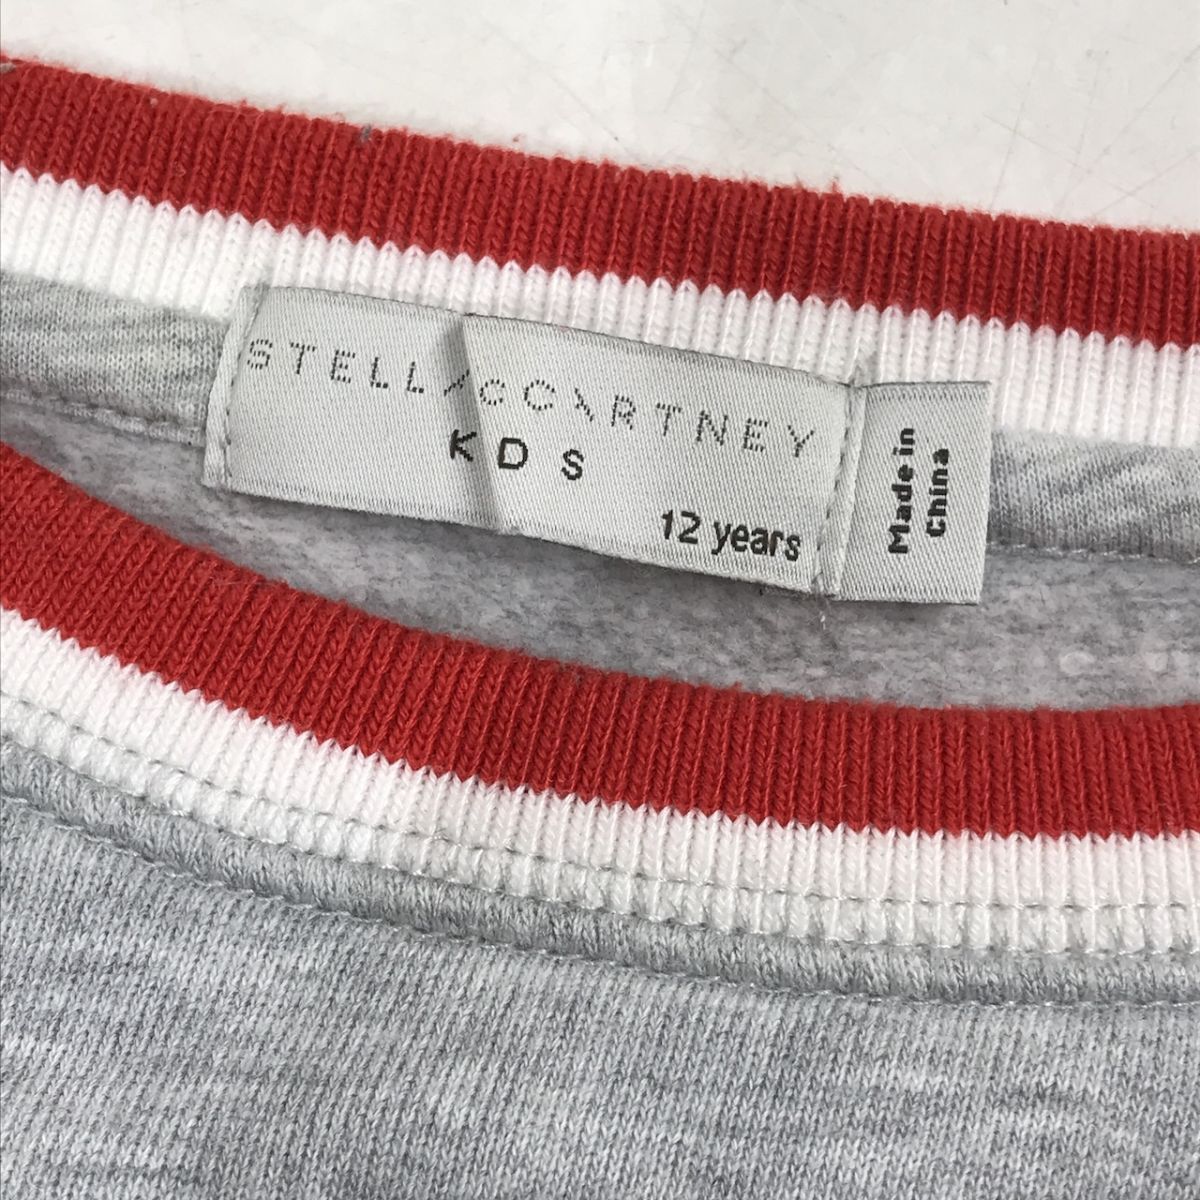 STELLA McCARTNEY
KIDS
12 years
Made in
China